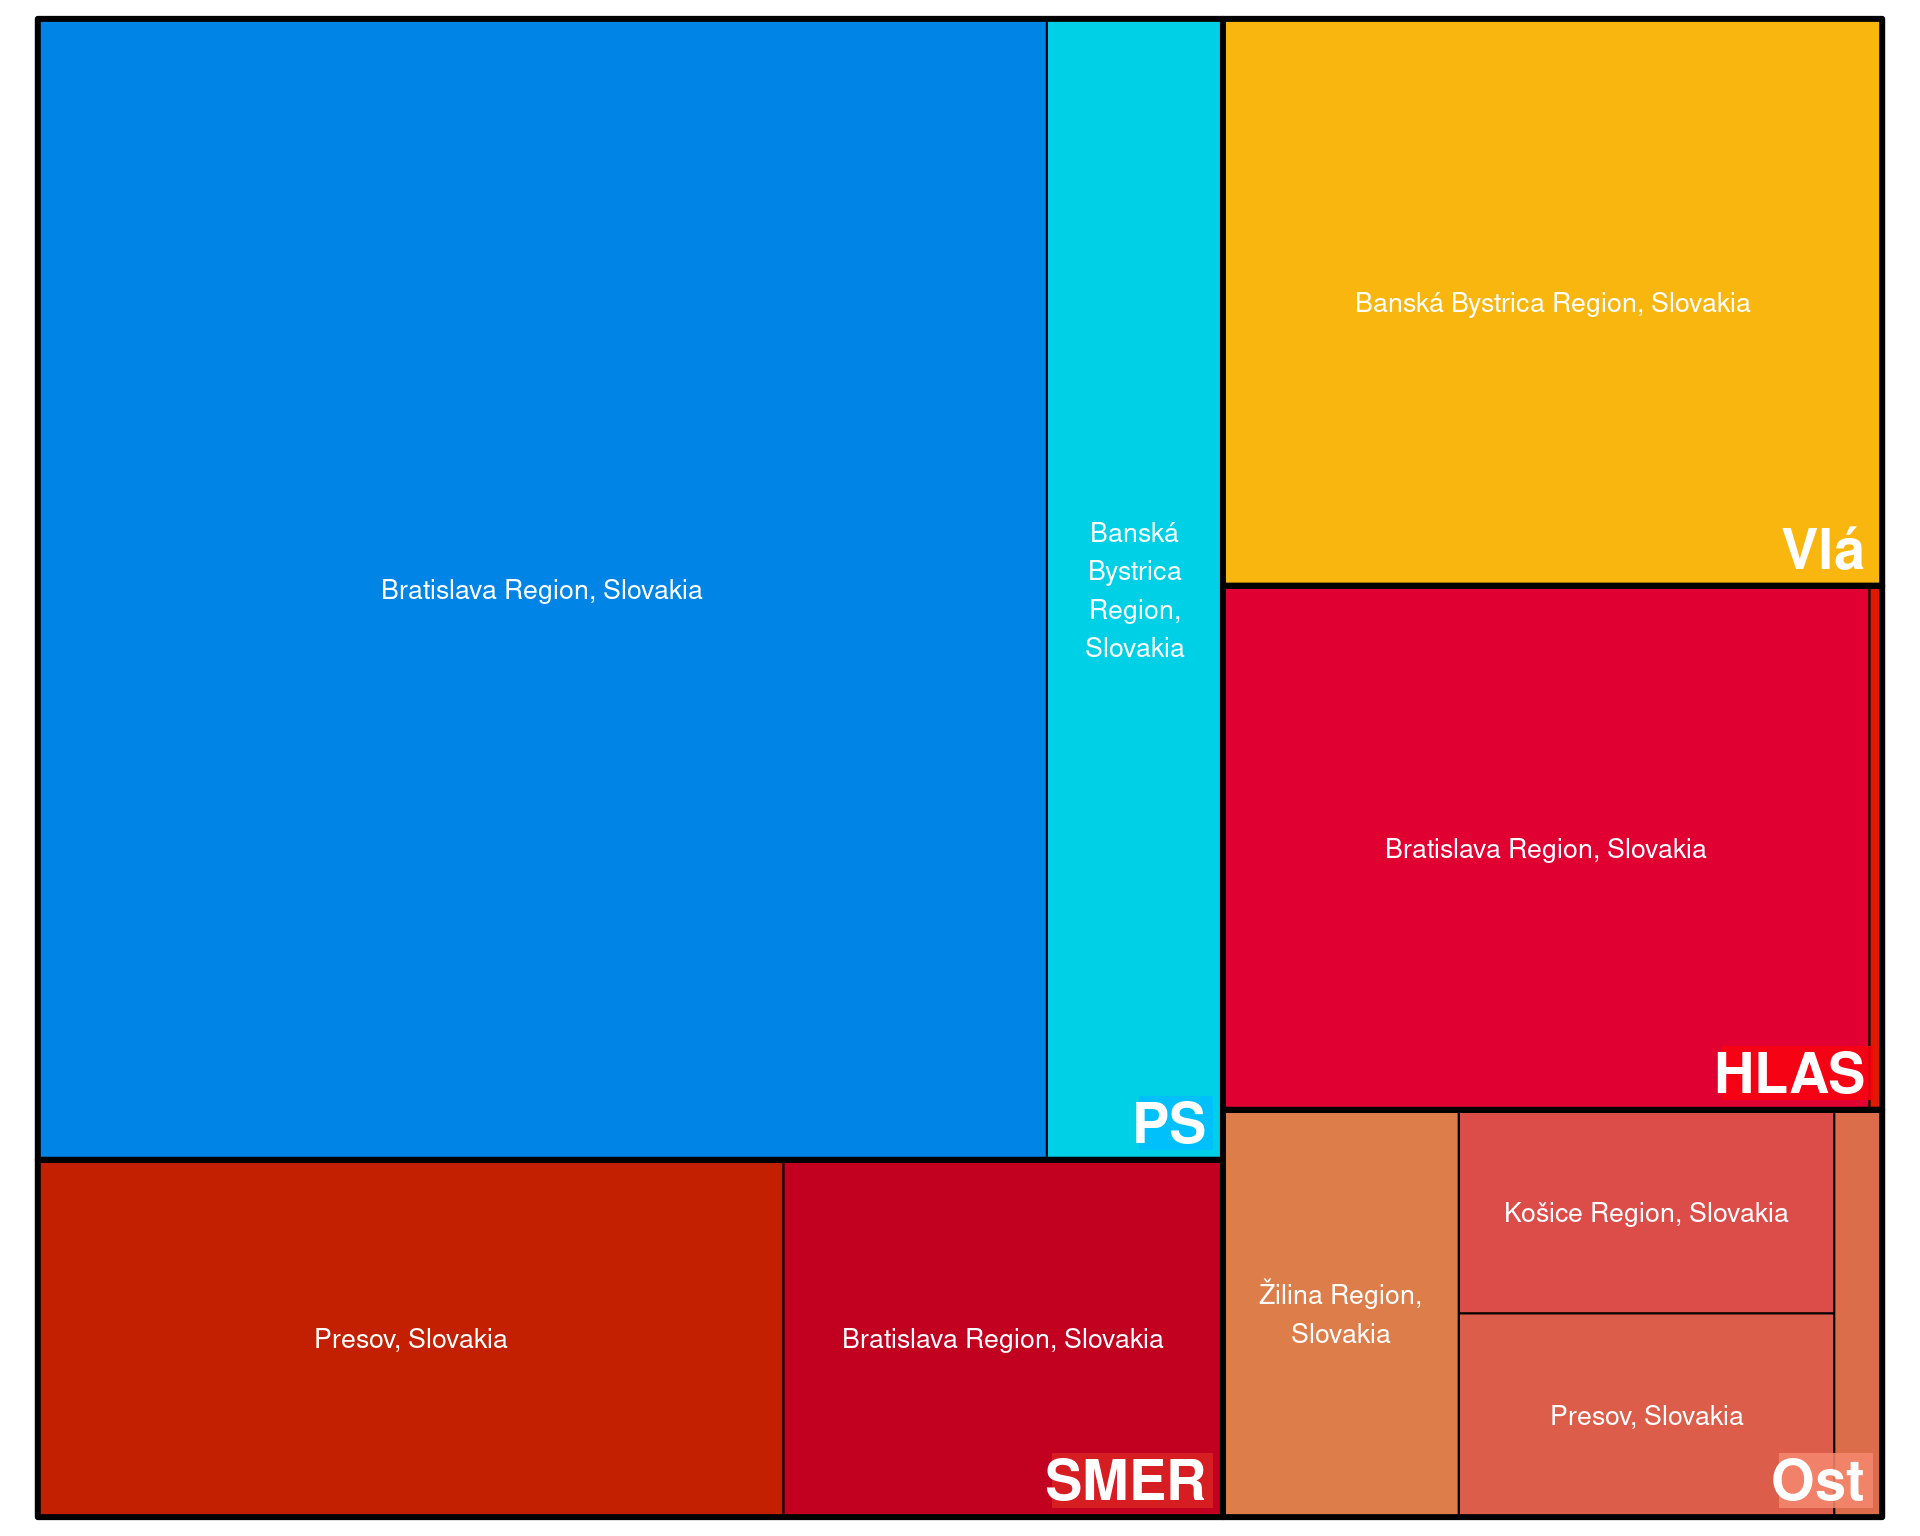 Bratislava Region, Slovakia
Banská
Bystrica
Region,
Slovakia
PS
Banská Bystrica Region, Slovakia
Vlá
Bratislava Region, Slovakia
HLAS
Presov, Slovakia
Bratislava Region, Slovakia
SMER
Žilina Region,
Slovakia
Košice Region, Slovakia
Presov, Slovakia
Ost